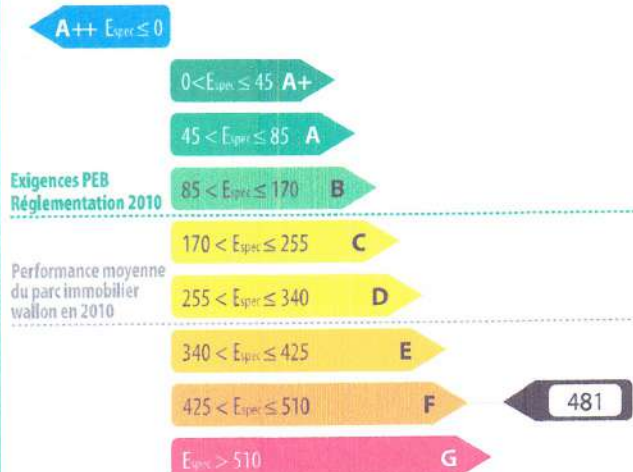 A++ Espec ≤ 0
0 < Espec ≤ 45 A+
45 < Espec ≤ 85 A
Exigences PEB
Réglementation 2010
85 < Espec ≤ 170 B
170 < Espec ≤ 255 C
Performance moyenne
du parc immobilier
wallon en 2010
255 < Espec ≤ 340 D
340 < Espec ≤ 425 E
425 < Espec ≤ 510 F
481
Espec > 510 G